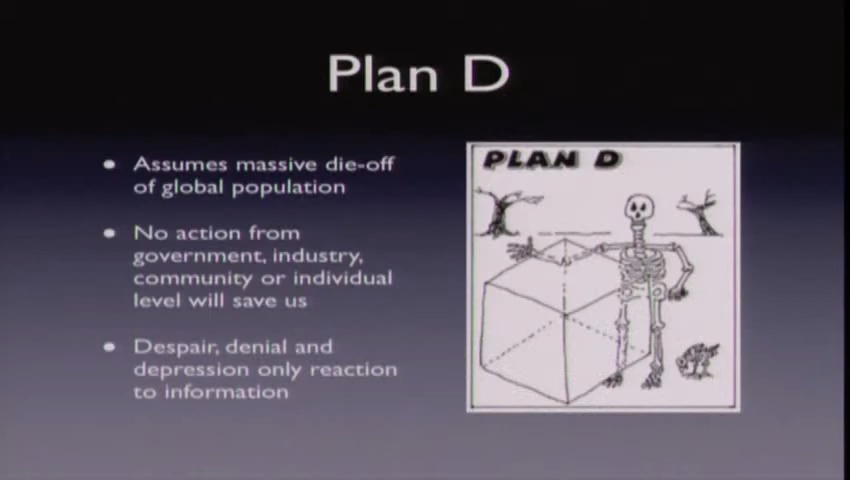 Plan D
• Assumes massive die-off
of global population
• No action from
government, industry,
community or individual
level will save us
• Despair, denial and
depression only reaction
to information
PLAN D